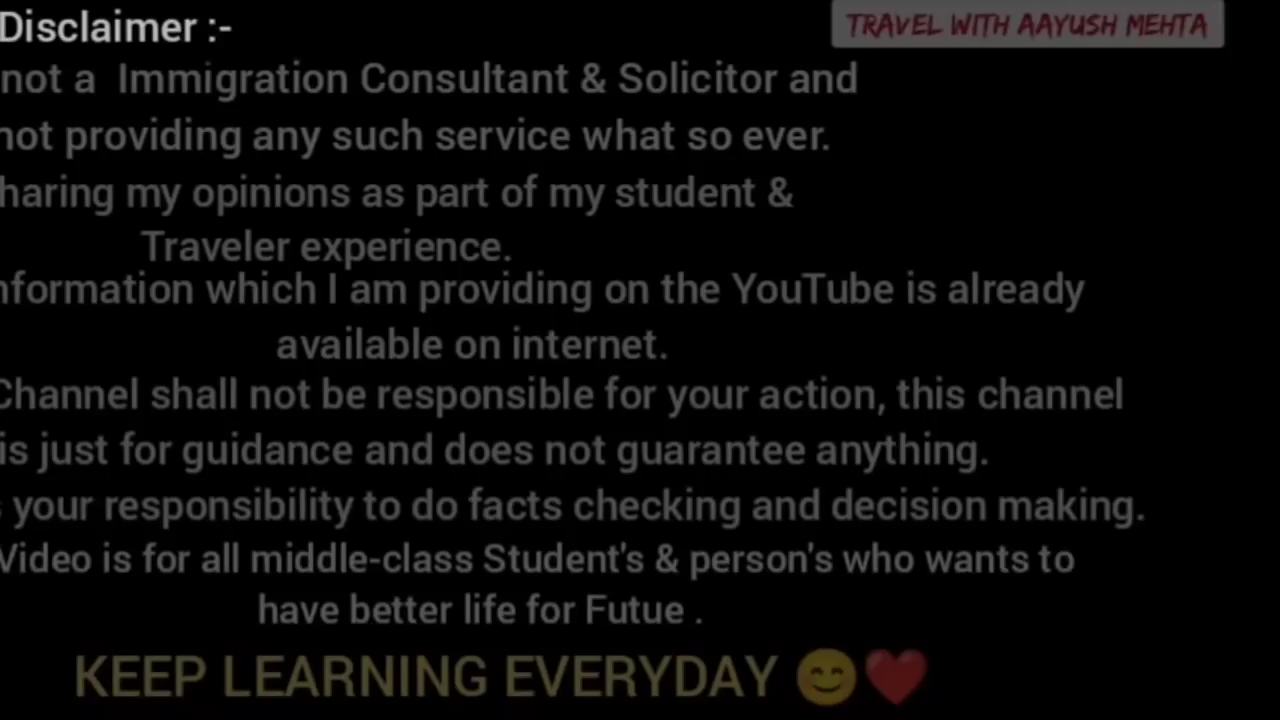 Disclaimer :-
TRAVEL WITH AAYUSH MEHTA
not a Immigration Consultant & Solicitor and
not providing any such service what so ever.
haring my opinions as part of my student &
Traveler experience.
nformation which I am providing on the YouTube is already
available on internet.
Channel shall not be responsible for your action, this channel
is just for guidance and does not guarantee anything.
s your responsibility to do facts checking and decision making.
Video is for all middle-class Student's & person's who wants to
have better life for Futue .
KEEP LEARNING EVERYDAY 😊❤️